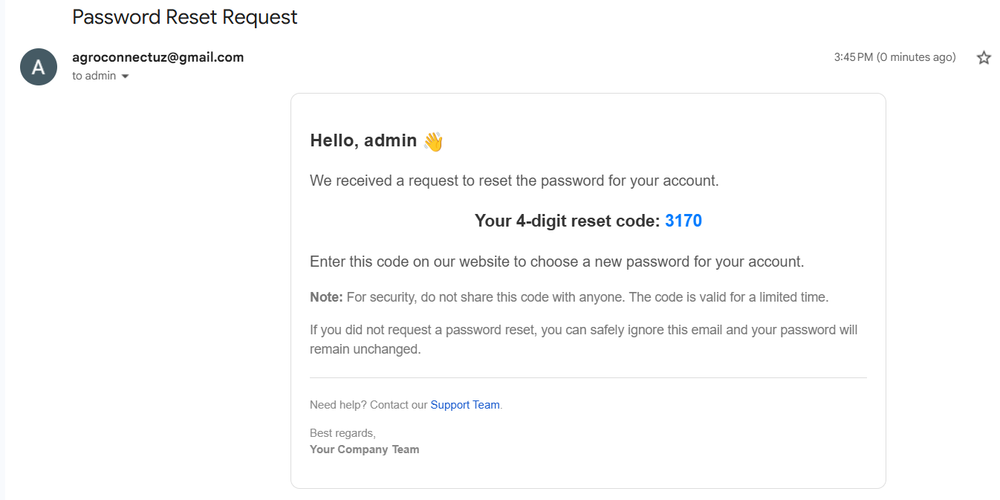 Password Reset Request
A
agroconnectuz@gmail.com
3:45 PM (0 minutes ago)
to admin
Hello, admin 👋
We received a request to reset the password for your account.
Your 4-digit reset code: 3170
Enter this code on our website to choose a new password for your account.
Note: For security, do not share this code with anyone. The code is valid for a limited time.
If you did not request a password reset, you can safely ignore this email and your password will
remain unchanged.
Need help? Contact our Support Team.
Best regards,
Your Company Team